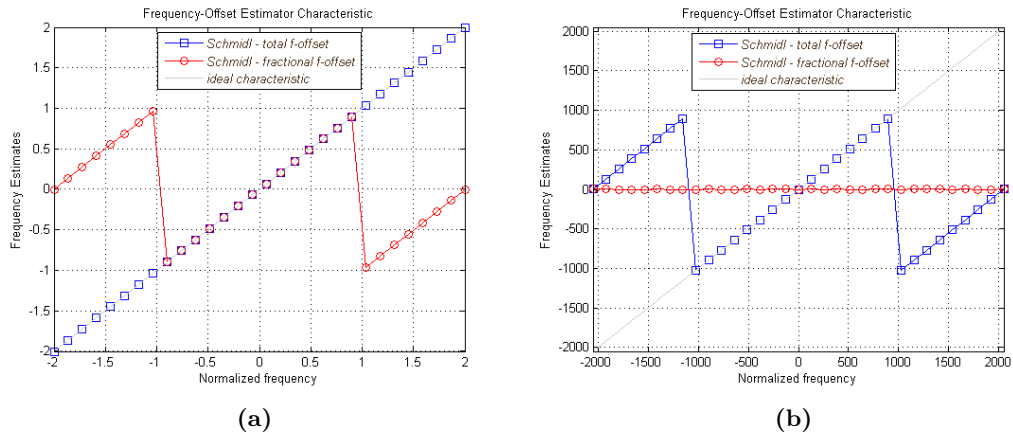 Frequency-Offset Estimator Characteristic
Schmidl - total f-offset
Schmidl - fractional f-offset
ideal characteristic
Frequency Estimates
2
1.5
1
0.5
0
-0.5
-1
-1.5
-2
-2
-1.5
-1
-0.5
0
0.5
1
1.5
2
Normalized frequency
(a)
Frequency-Offset Estimator Characteristic
Schmidl - total f-offset
Schmidl - fractional f-offset
ideal characteristic
Frequency Estimates
2000
1500
1000
500
0
-500
-1000
-1500
-2000
-2000
-1500
-1000
-500
0
500
1000
1500
2000
Normalized frequency
(b)